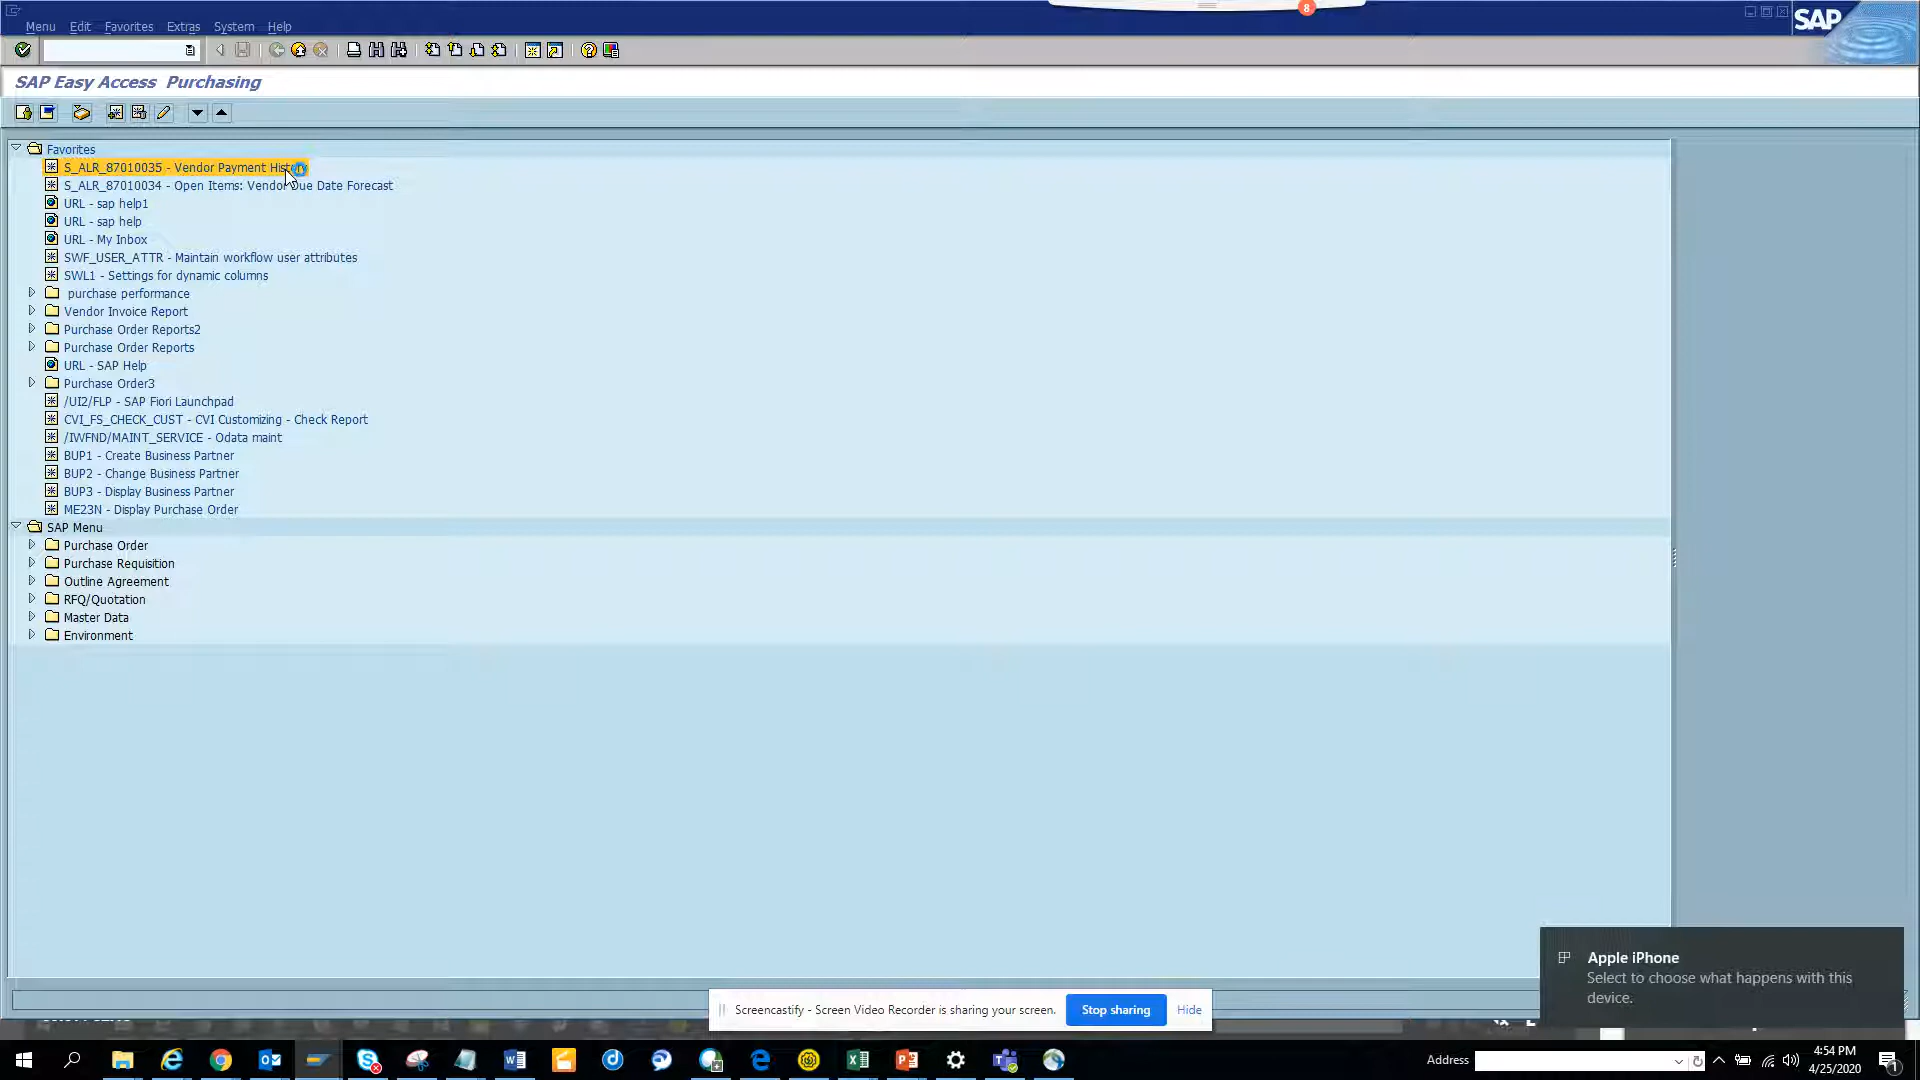 8
Menu Edit Favorites Extras System Help
SAP
SAP Easy Access Purchasing
Favorites
S_ALR_87010035 - Vendor Payment
S_ALR_87010034 - Open Items: Vendor Due Date Forecast
URL - sap help1
URL - sap help
URL - My Inbox
SWF_USER_ATTR - Maintain workflow user attributes
SWL1 - Settings for dynamic columns
purchase performance
Vendor Invoice Report
Purchase Order Reports2
Purchase Order Reports
URL - SAP Help
Purchase Order3
/UI2/FLP - SAP Fiori Launchpad
CVI_FS_CHECK_CUST - CVI Customizing - Check Report
/IWFND/MAINT_SERVICE - Odata maint
BUP1 - Create Business Partner
BUP2 - Change Business Partner
BUP3 - Display Business Partner
ME23N - Display Purchase Order
SAP Menu
Purchase Order
Purchase Requisition
Outline Agreement
RFQ/Quotation
Master Data
Environment
Apple iPhone
Select to choose what happens with this
device.
Screencastify - Screen Video Recorder is sharing your screen. Stop sharing Hide
Address
4:54 PM
4/25/2020
1